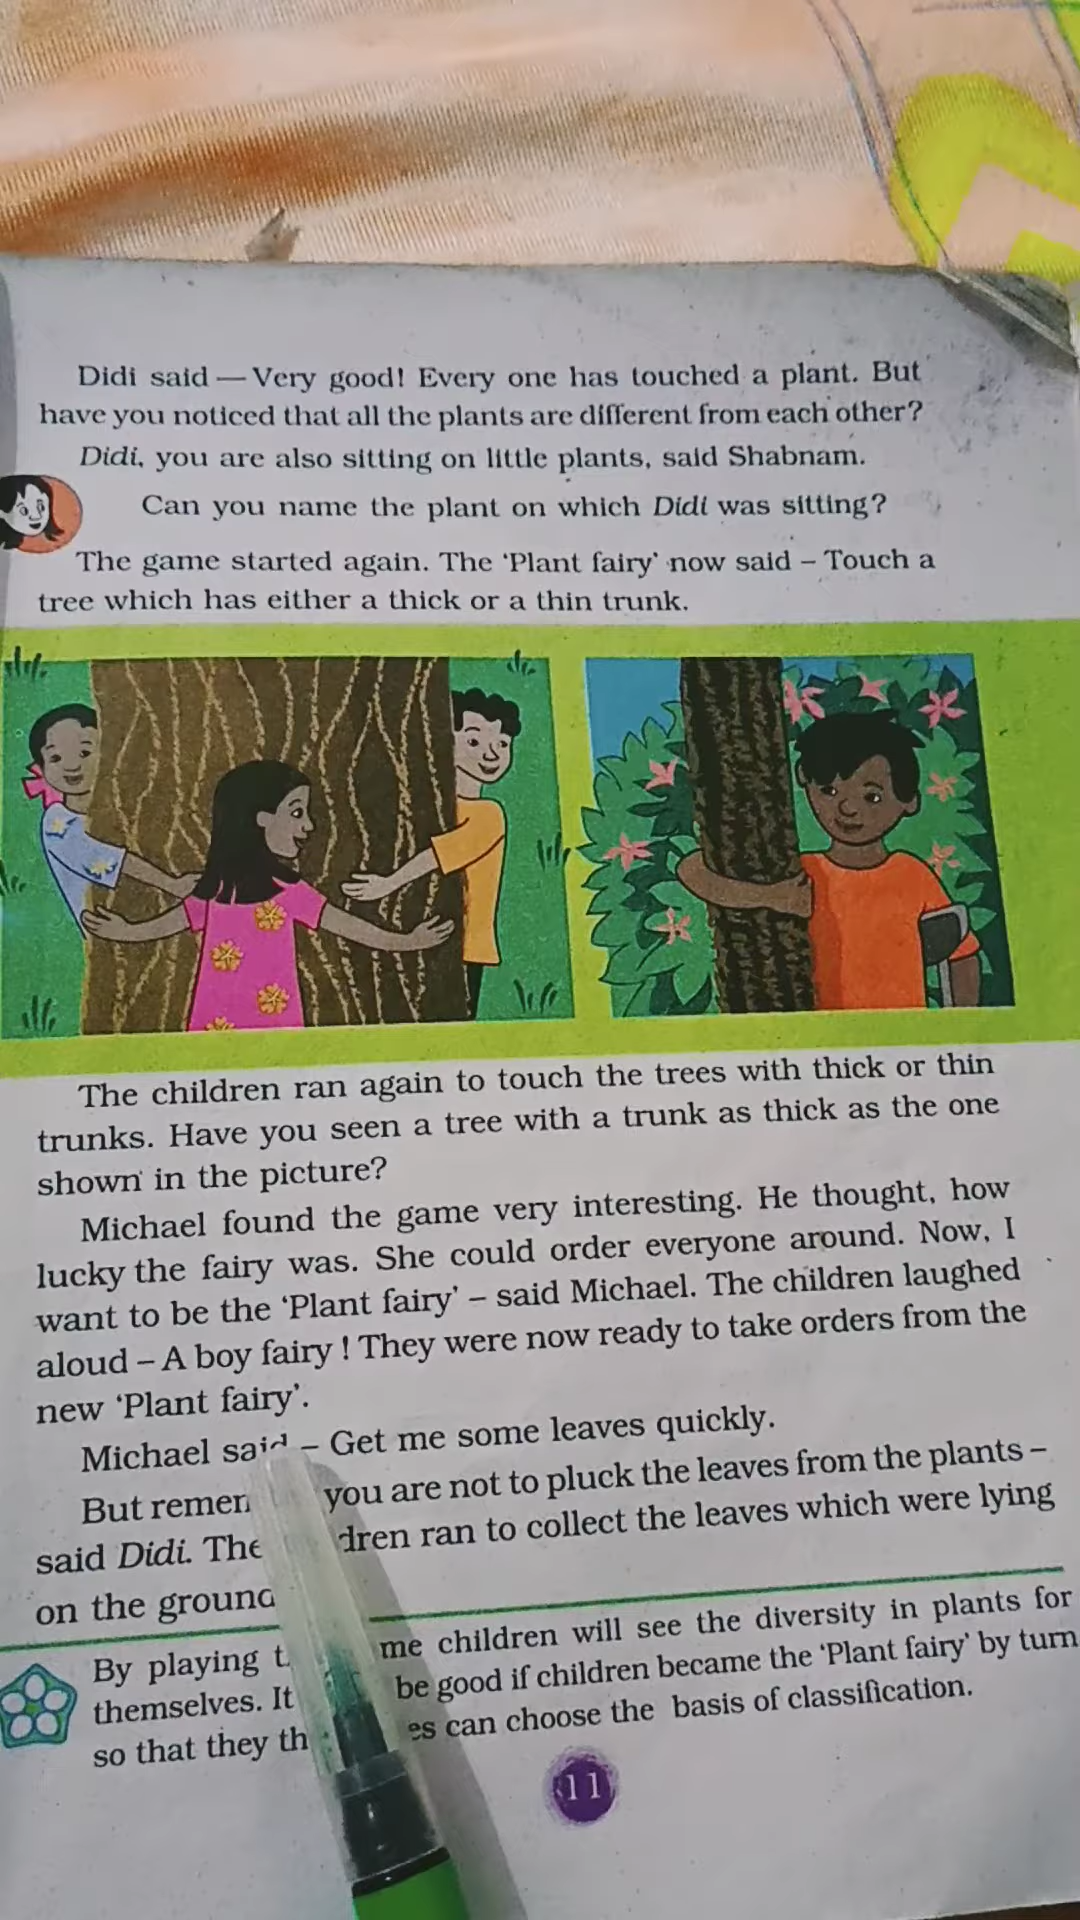 Didi said — Very good! Every one has touched a plant. But
have you noticed that all the plants are different from each other?
Didi, you are also sitting on little plants, said Shabnam.
Can you name the plant on which Didi was sitting?
The game started again. The ‘Plant fairy’ now said – Touch a
tree which has either a thick or a thin trunk.
The children ran again to touch the trees with thick or thin
trunks. Have you seen a tree with a trunk as thick as the one
shown in the picture?
Michael found the game very interesting. He thought, how
lucky the fairy was. She could order everyone around. Now, I
want to be the ‘Plant fairy’ – said Michael. The children laughed
aloud – A boy fairy ! They were now ready to take orders from the
new ‘Plant fairy’.
Michael said – Get me some leaves quickly.
But remem you are not to pluck the leaves from the plants –
said Didi. The dren ran to collect the leaves which were lying
on the ground
By playing t me children will see the diversity in plants for
themselves. It be good if children became the ‘Plant fairy’ by turn
so that they th es can choose the basis of classification.
11